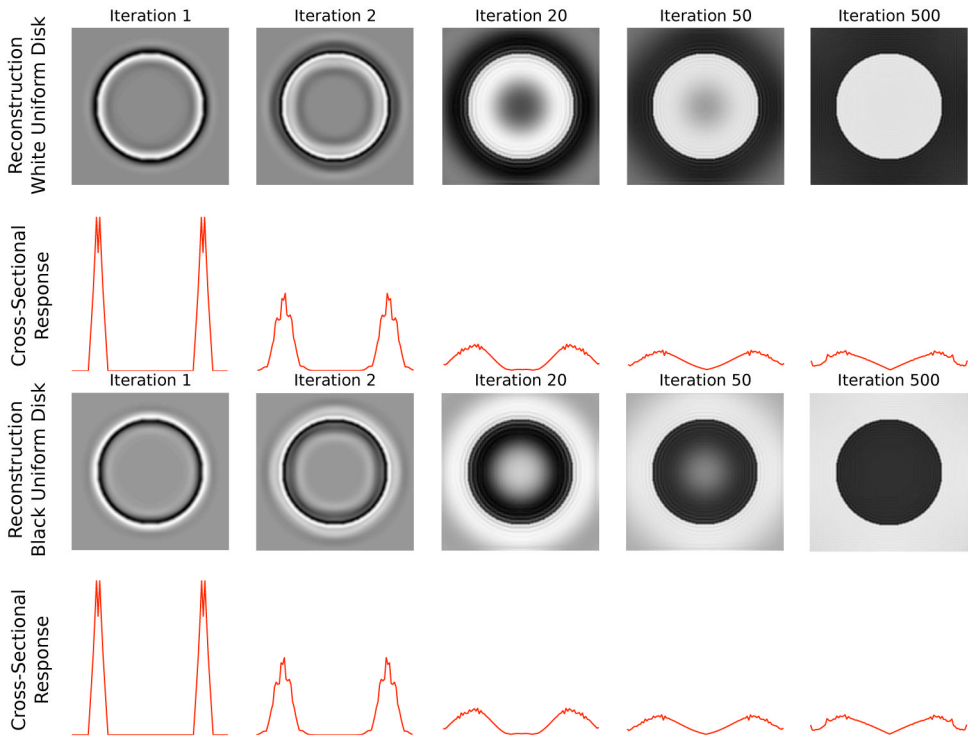 Iteration 1 Iteration 2 Iteration 20 Iteration 50 Iteration 500
Reconstruction
White Uniform Disk
Cross-Sectional
Response
Iteration 1 Iteration 2 Iteration 20 Iteration 50 Iteration 500
Reconstruction
Black Uniform Disk
Cross-Sectional
Response